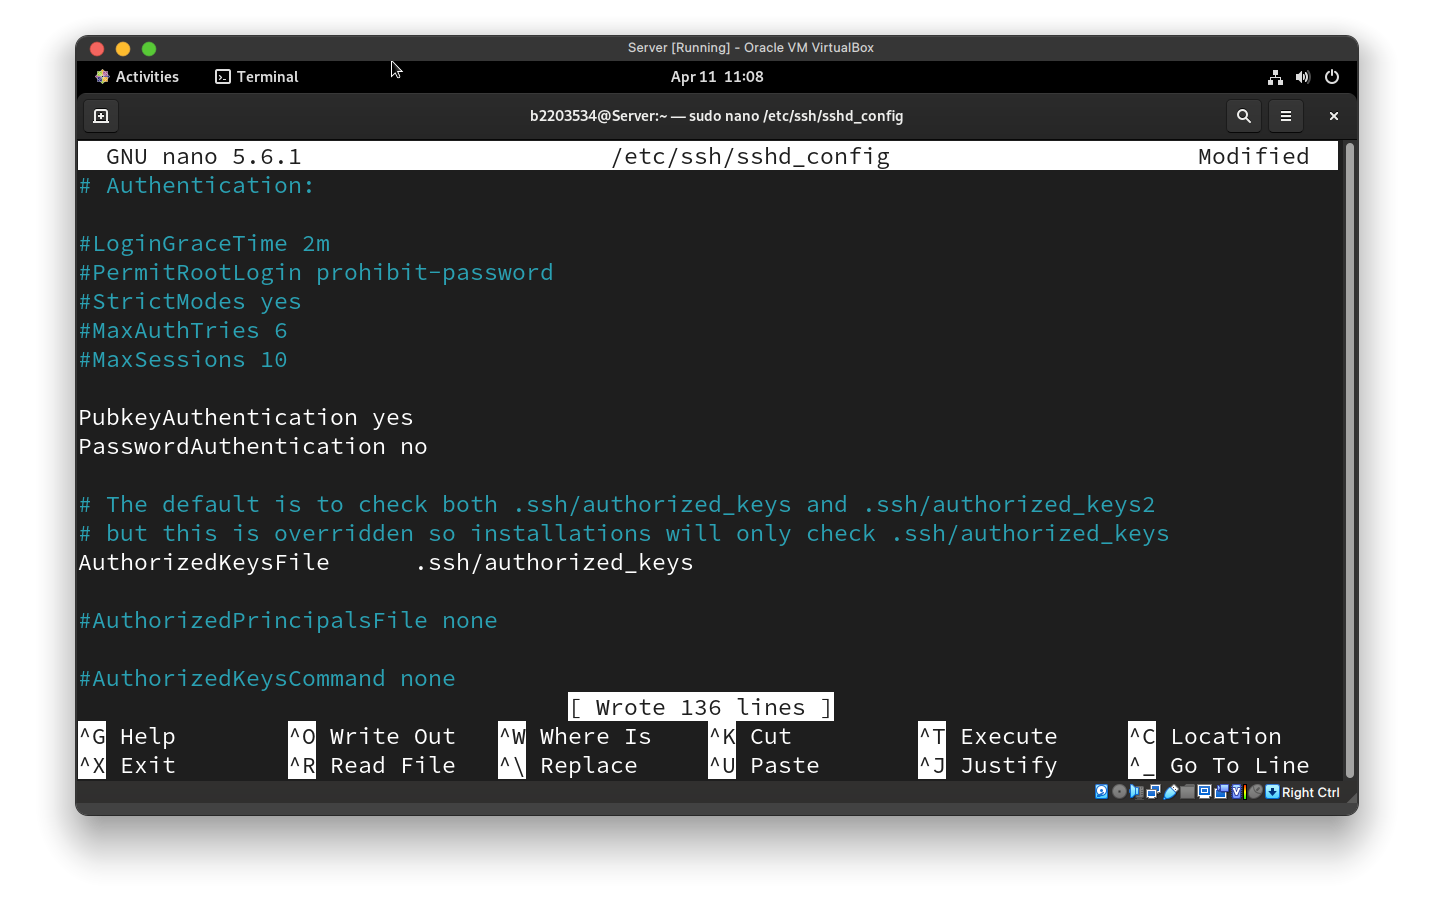 Server [Running] - Oracle VM VirtualBox
Activities Terminal Apr 11 11:08
b2203534@Server:~ — sudo nano /etc/ssh/sshd_config
GNU nano 5.6.1 /etc/ssh/sshd_config Modified
# Authentication:
#LoginGraceTime 2m
#PermitRootLogin prohibit-password
#StrictModes yes
#MaxAuthTries 6
#MaxSessions 10
PubkeyAuthentication yes
PasswordAuthentication no
# The default is to check both .ssh/authorized_keys and .ssh/authorized_keys2
# but this is overridden so installations will only check .ssh/authorized_keys
AuthorizedKeysFile .ssh/authorized_keys
#AuthorizedPrincipalsFile none
#AuthorizedKeysCommand none
[ Wrote 136 lines ]
^G Help ^O Write Out ^W Where Is ^K Cut ^T Execute ^C Location
^X Exit ^R Read File ^\ Replace ^U Paste ^J Justify ^_ Go To Line
Right Ctrl